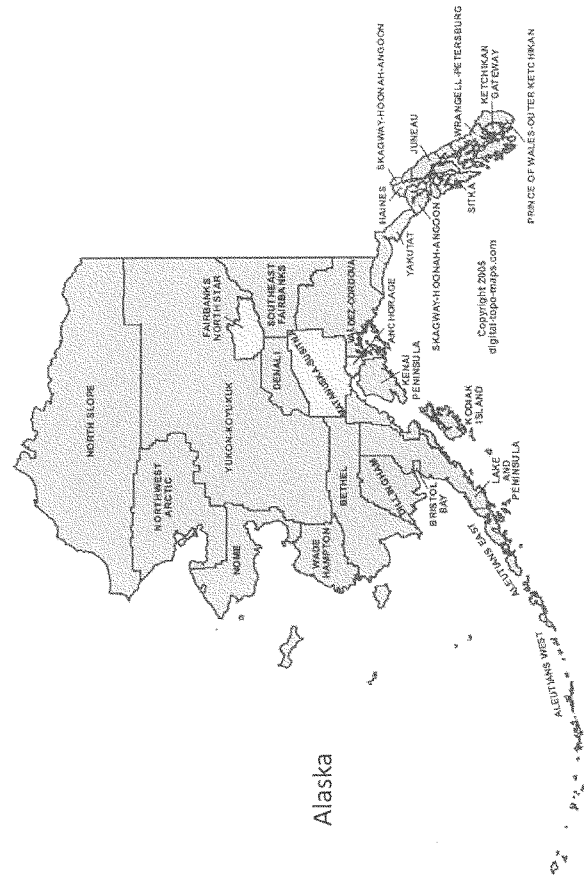 Alaska
NORTH SLOPE
NORTHWEST
ARCTIC
YUKON-KOYUKUK
NOME
FAIRBANKS
NORTH STAR
SOUTHEAST
FAIRBANKS
DENALI
WADE
HAMPTON
BETHEL
MATANUSKA-SUSITNA
VALDEZ-CORDOVA
ANCHORAGE
DILLINGHAM
BRISTOL
BAY
KENAI
PENINSULA
KODIAK
ISLAND
LAKE
AND
PENINSULA
ALEUTIANS EAST
ALEUTIANS WEST
YAKUTAT
HAINES
SKAGWAY-HOONAH-ANGOON
SKAGWAY-HOONAH-ANGOON
JUNEAU
SITKA
WRANGELL-PETERSBURG
KETCHIKAN
GATEWAY
PRINCE OF WALES-OUTER KETCHIKAN
Copyright 2005
digital-topo-maps.com